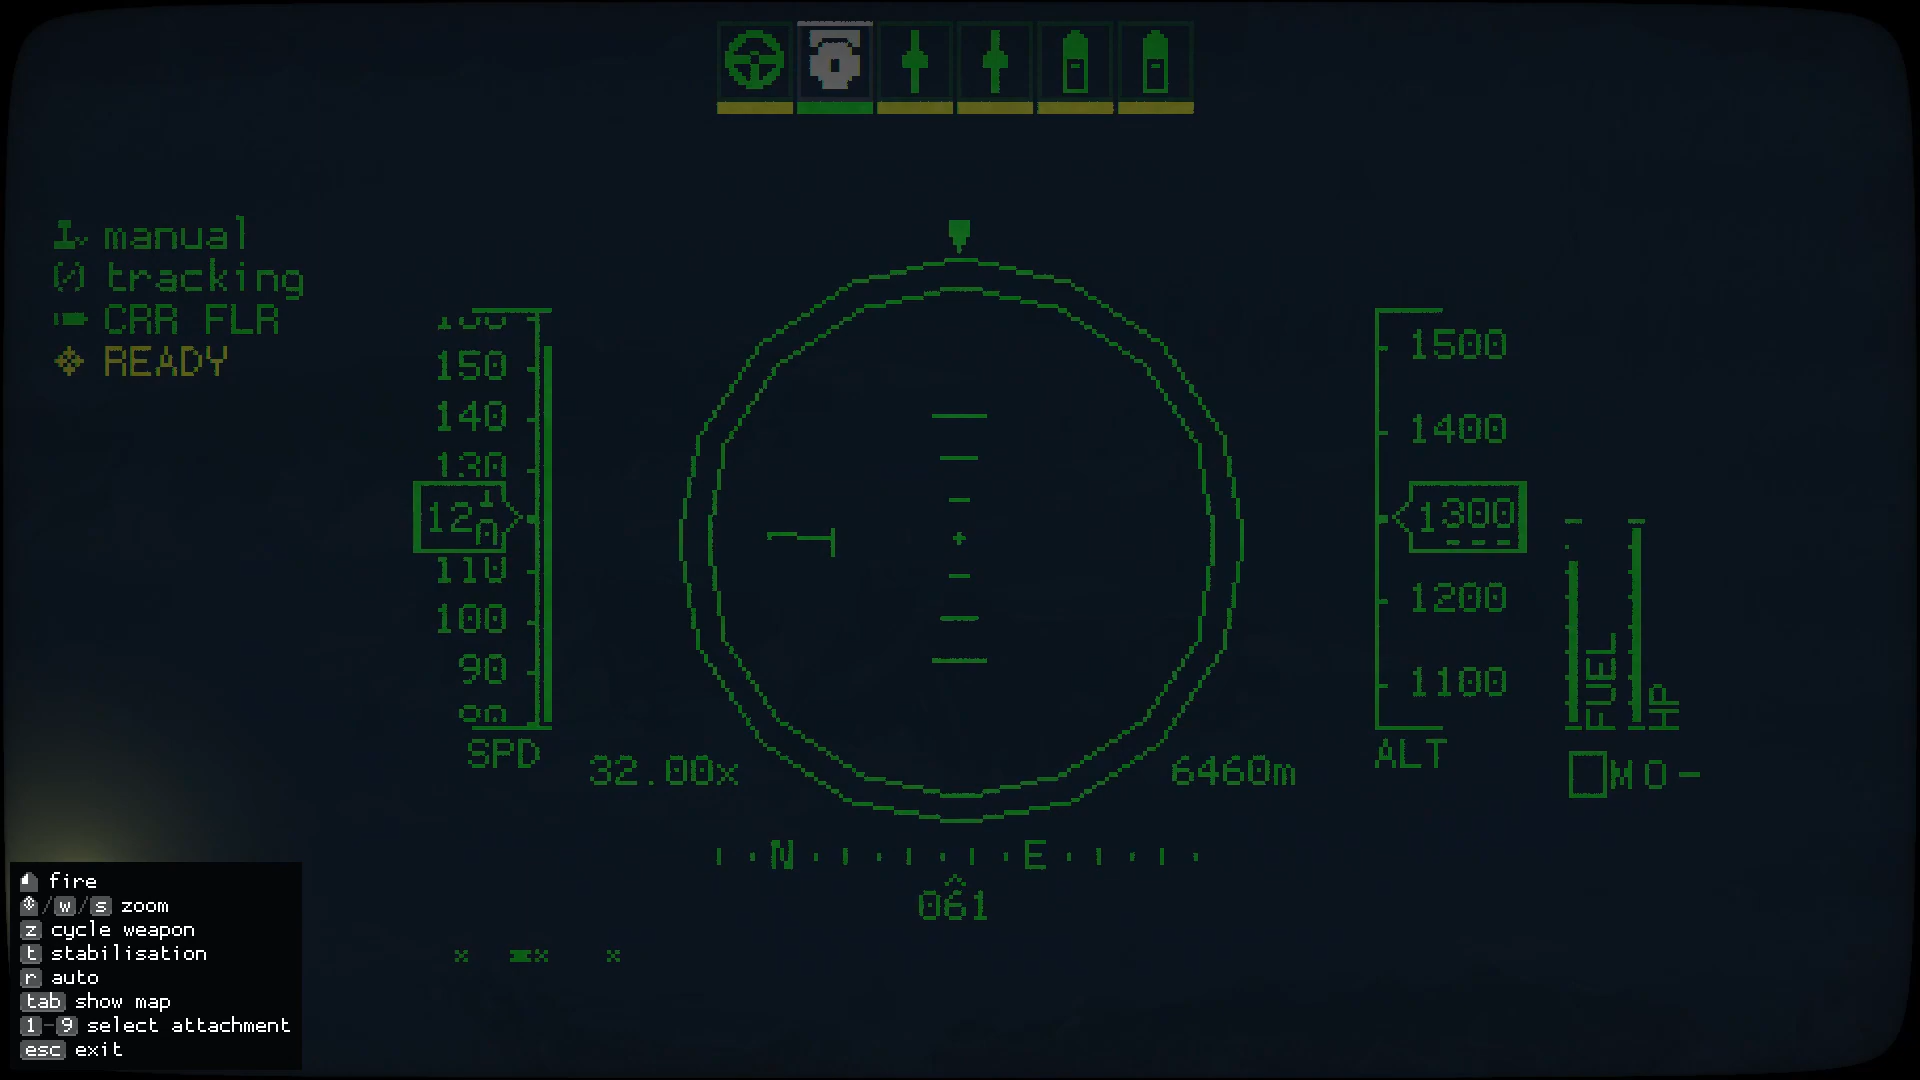 manual
tracking
CRR FLR
READY
150
140
130
110
100
90
SPD
32.00x
1500
1400
1300
1200
1100
ALT
6460m
FUEL
HP
M 0 -
N
E
061
x
x
x
fire
/ w / s zoom
z cycle weapon
t stabilisation
r auto
tab show map
1 - 9 select attachment
esc exit